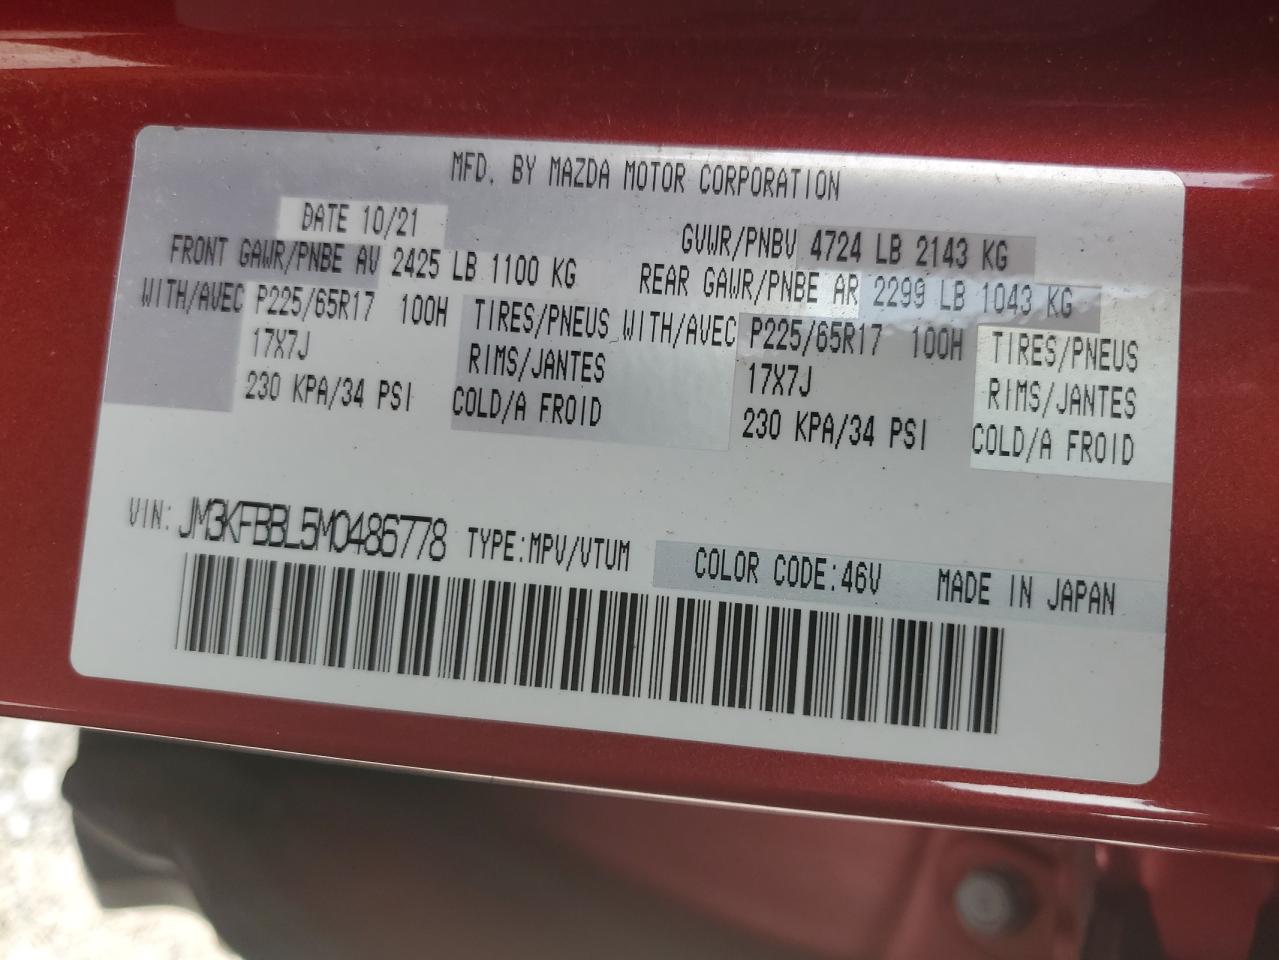 MFD. BY MAZDA MOTOR CORPORATION
DATE 10/21 GVWR/PNBV 4724 LB 2143 KG
FRONT GAWR/PNBE AV 2425 LB 1100 KG REAR GAWR/PNBE AR 2299 LB 1043 KG
WITH/AVEC P225/65R17 100H TIRES/PNEUS WITH/AVEC P225/65R17 100H TIRES/PNEUS
17X7J RIMS/JANTES 17X7J RIMS/JANTES
230 KPA/34 PSI COLD/A FROID 230 KPA/34 PSI COLD/A FROID
VIN: JM3KFBBL5M0486778 TYPE:MPV/VTUM COLOR CODE:46V MADE IN JAPAN